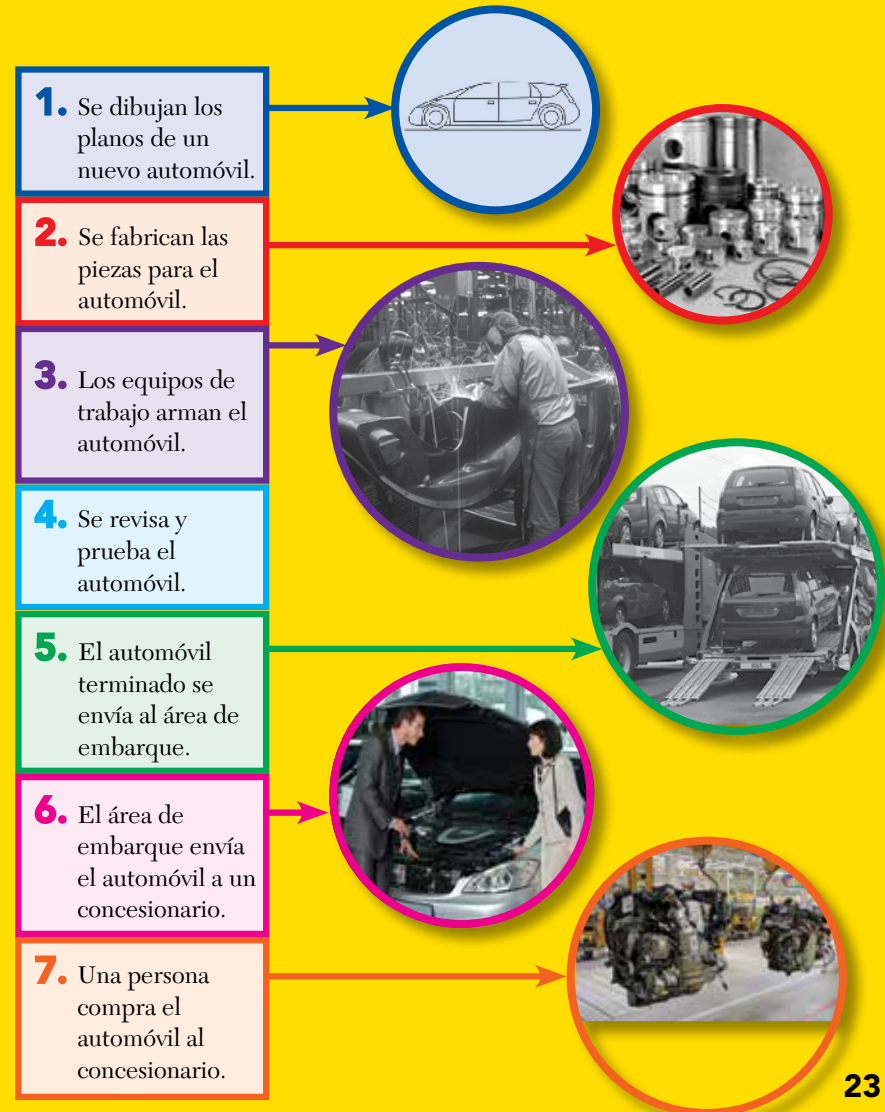 1. Se dibujan los
planos de un
nuevo automóvil.
2. Se fabrican las
piezas para el
automóvil.
3. Los equipos de
trabajo arman el
automóvil.
4. Se revisa y
prueba el
automóvil.
5. El automóvil
terminado se
envía al área de
embarque.
6. El área de
embarque envía
el automóvil a un
concesionario.
7. Una persona
compra el
automóvil al
concesionario.
23